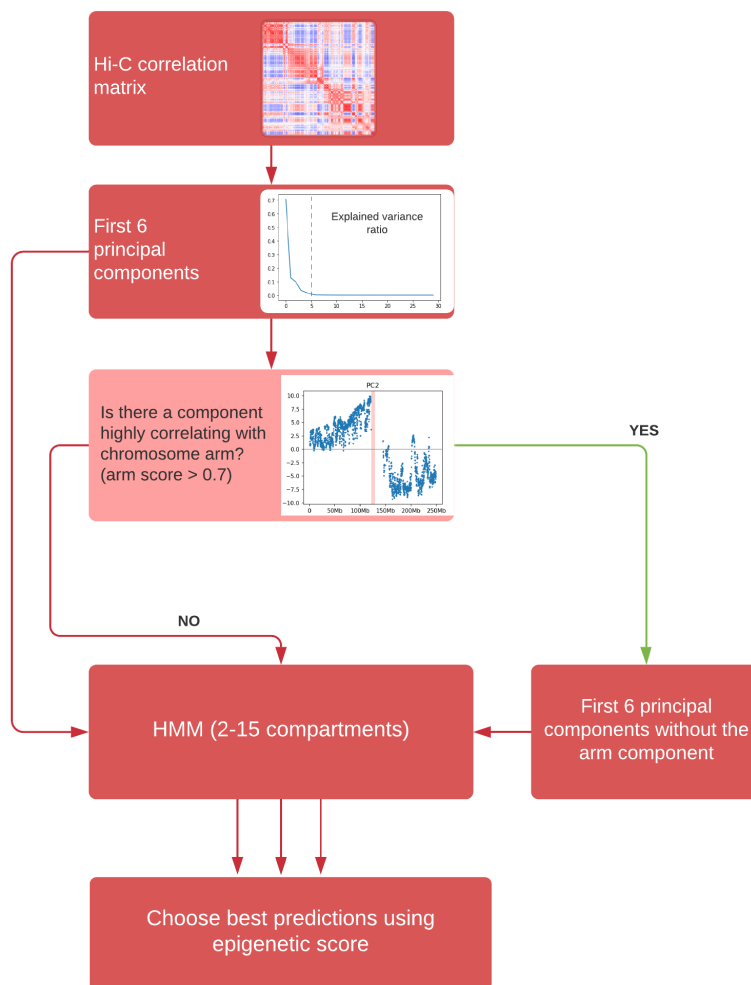 Hi-C correlation
matrix
First 6
principal
components
Explained variance
ratio
0.7
0.6
0.5
0.4
0.3
0.2
0.1
0.0
0 5 10 15 20 25 30
Is there a component
highly correlating with
chromosome arm?
(arm score > 0.7)
PC2
10.0
7.5
5.0
2.5
0.0
−2.5
−5.0
−7.5
−10.0
0 50Mb 100Mb 150Mb 200Mb 250Mb
YES
NO
HMM (2-15 compartments)
First 6 principal
components without the
arm component
Choose best predictions using
epigenetic score